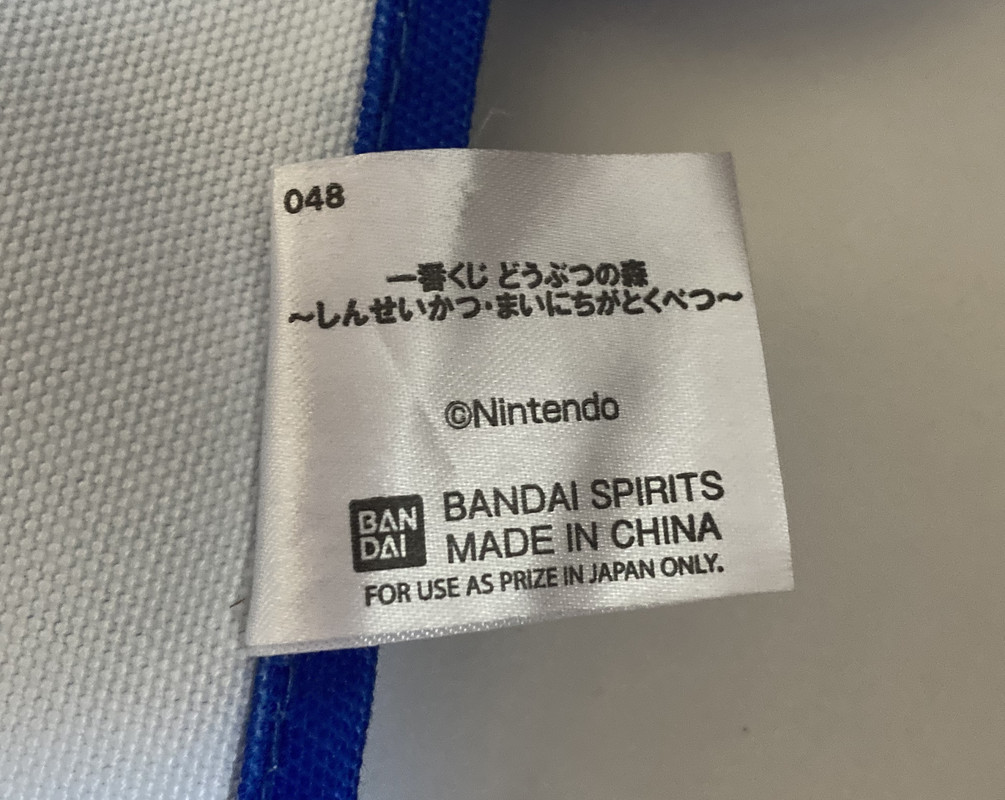 048
一番くじ どうぶつの森
～しんせいかつ・まいにちがとくべつ～
©Nintendo
BAN
DAI
BANDAI SPIRITS
MADE IN CHINA
FOR USE AS PRIZE IN JAPAN ONLY.